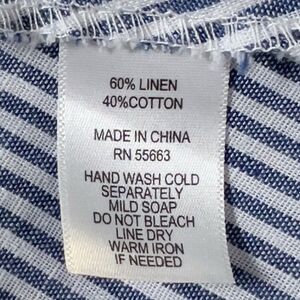 60% LINEN
40%COTTON
MADE IN CHINA
RN 55663
HAND WASH COLD
SEPARATELY
MILD SOAP
DO NOT BLEACH
LINE DRY
WARM IRON
IF NEEDED